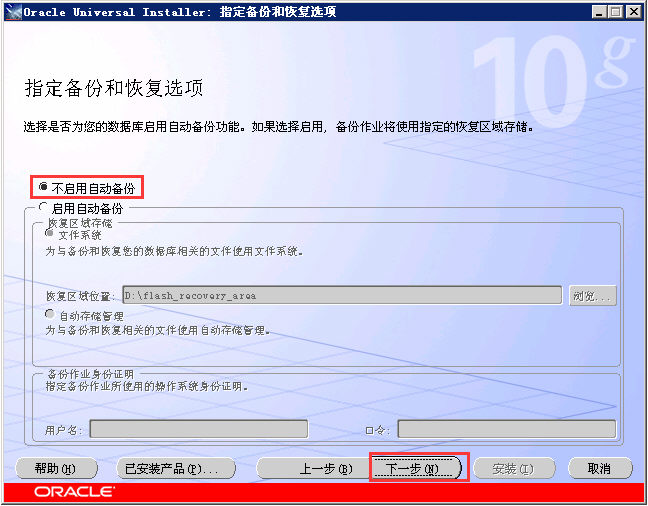 Oracle Universal Installer: 指定备份和恢复选项
10g
指定备份和恢复选项
选择是否为您的数据库启用自动备份功能。如果选择启用，备份作业将使用指定的恢复区域存储。
不启用自动备份
启用自动备份
恢复区域存储
文件系统
为与备份和恢复您的数据库相关的文件使用文件系统。
恢复区域位置: D:\flash_recovery_area 浏览...
自动存储管理
为与备份和恢复相关的文件使用自动存储管理。
备份作业身份证明
指定备份作业所使用的操作系统身份证明。
用户名: 口令:
帮助(H) 已安装产品(P)... 上一步(B) 下一步(N) 安装(I) 取消
ORACLE